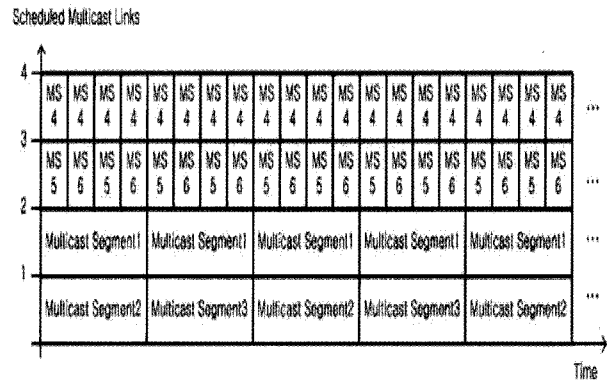 Scheduled Multicast Links
4
MS MS MS MS MS MS MS MS MS MS MS MS MS MS MS MS MS MS MS MS
4 4 4 4 4 4 4 4 4 4 4 4 4 4 4 4 4 4 4 4
...
3
MS MS MS MS MS MS MS MS MS MS MS MS MS MS MS MS MS MS MS MS
5 6 5 6 5 6 5 6 5 6 5 6 5 6 5 6 5 6 5 6
...
2
Multicast Segment1 Multicast Segment1 Multicast Segment1 Multicast Segment1 Multicast Segment1
...
1
Multicast Segment2 Multicast Segment3 Multicast Segment2 Multicast Segment3 Multicast Segment2
...
Time